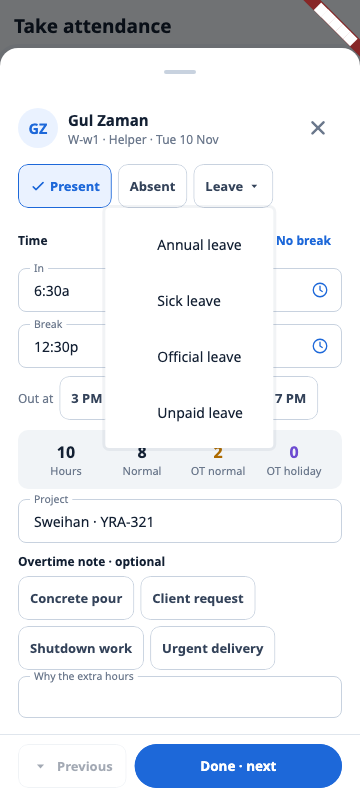 Take attendance
GZ
Gul Zaman
W-w1 · Helper · Tue 10 Nov
Present
Absent
Leave
Annual leave
Sick leave
Official leave
Unpaid leave
Time
No break
In
6:30a
Break
12:30p
Out at
3 PM
7 PM
10
8
2
0
Hours
Normal
OT normal
OT holiday
Project
Sweihan · YRA-321
Overtime note · optional
Concrete pour
Client request
Shutdown work
Urgent delivery
Why the extra hours
Previous
Done · next